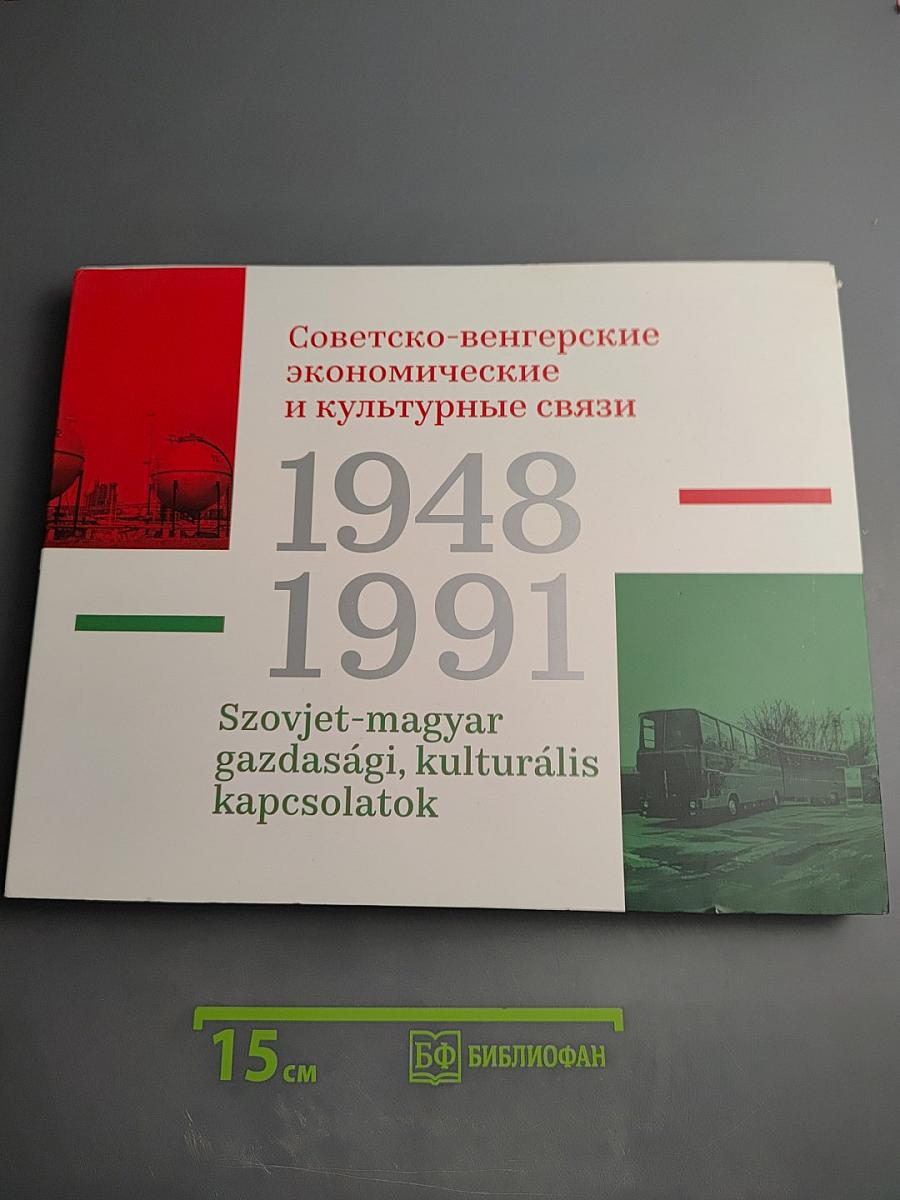 Советско-венгерские
экономические
и культурные связи
1948
1991
Szovjet-magyar
gazdasági, kulturális
kapcsolatok
15 см
БФ БИБЛИОФАН